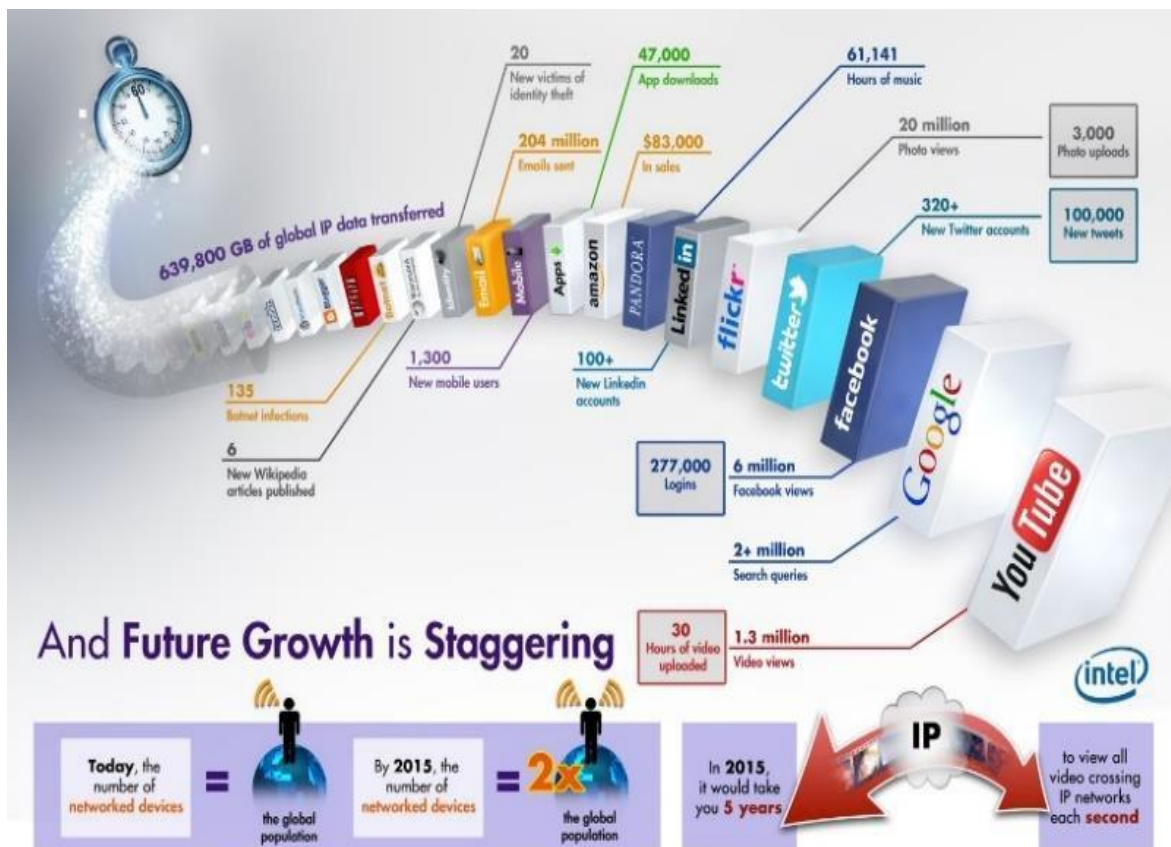 60
20
New victims of
identity theft
47,000
App downloads
61,141
Hours of music
204 million
Emails sent
$83,000
In sales
20 million
Photo views
3,000
Photo uploads
320+
New Twitter accounts
100,000
New tweets
639,800 GB of global IP data transferred
Botnet
Identity
Email
Mobile
Apps
amazon
PANDORA
Linked in
flickr
twitter
facebook
Google
You Tube
135
Botnet infections
6
New Wikipedia
articles published
1,300
New mobile users
100+
New Linkedin
accounts
277,000
Logins
6 million
Facebook views
2+ million
Search queries
30
Hours of video
uploaded
1.3 million
Video views
And Future Growth is Staggering
intel
Today, the
number of
networked devices
=
the global
population
By 2015, the
number of
networked devices
=
2x
the global
population
In 2015,
it would take
you 5 years
IP
to view all
video crossing
IP networks
each second